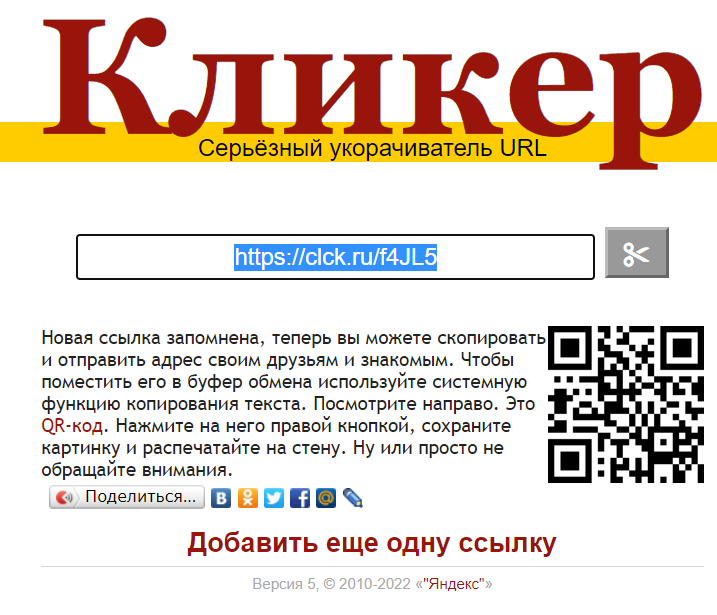 Кликер
Серьёзный укорачиватель URL
https://clck.ru/f4JL5
Новая ссылка запомнена, теперь вы можете скопировать
и отправить адрес своим друзьям и знакомым. Чтобы
поместить его в буфер обмена используйте системную
функцию копирования текста. Посмотрите направо. Это
QR-код. Нажмите на него правой кнопкой, сохраните
картинку и распечатайте на стену. Ну или просто не
обращайте внимания.
Поделиться...
Добавить еще одну ссылку
Версия 5, © 2010-2022 «"Яндекс"»